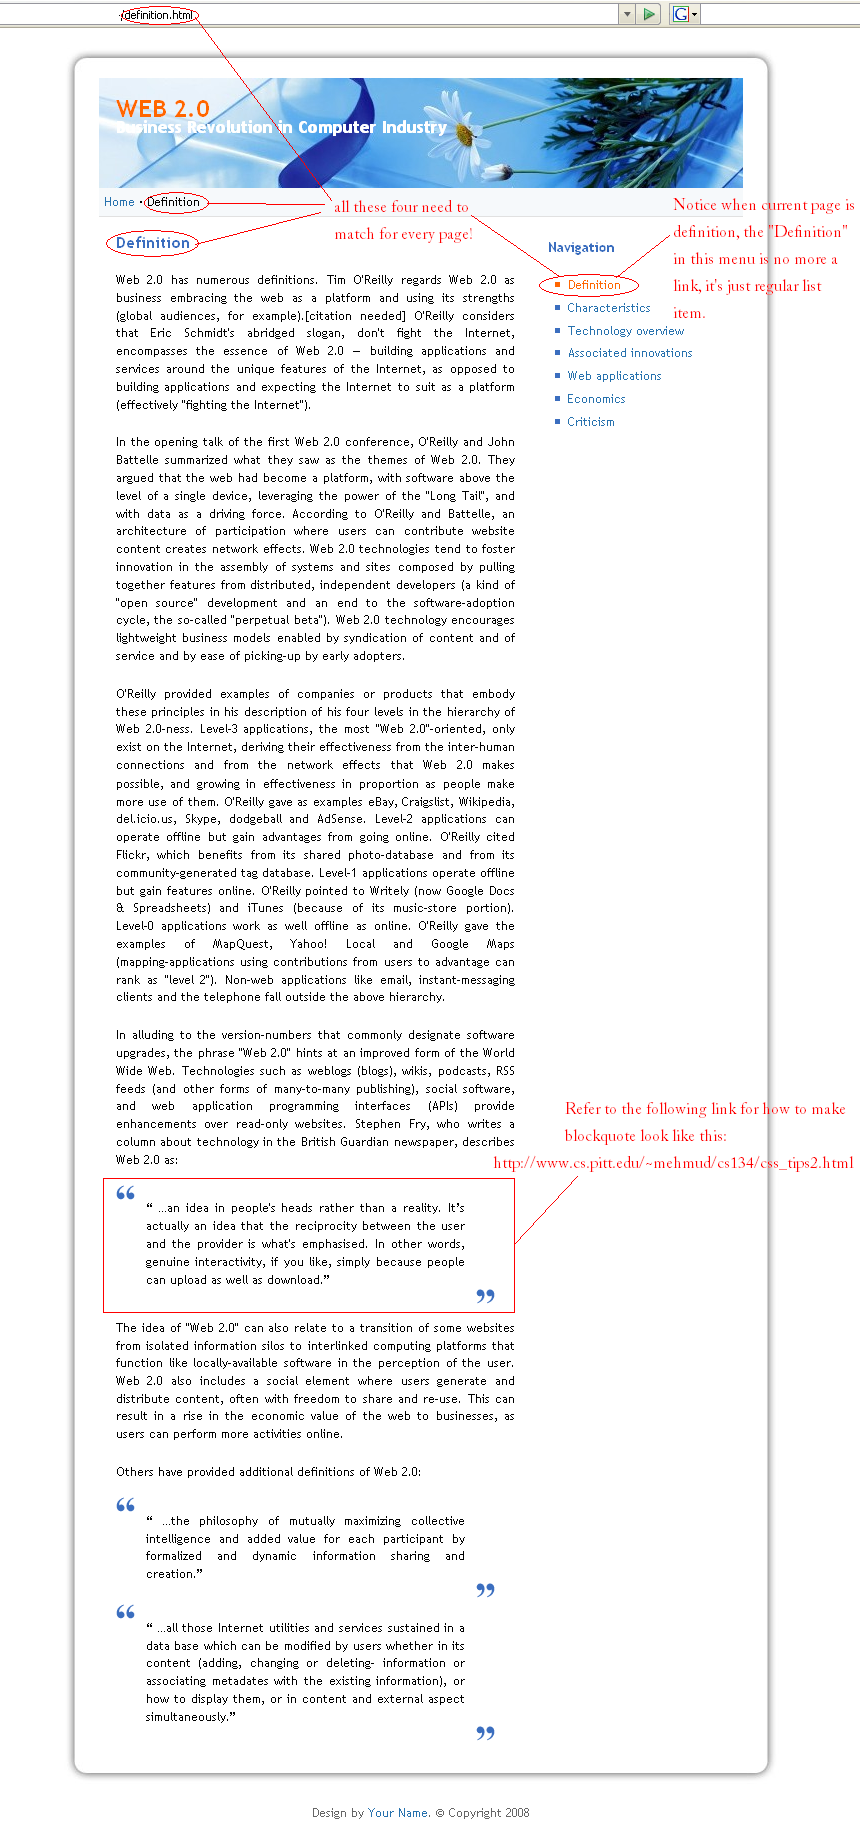 /definition.html
G
WEB 2.0
Business Revolution in Computer Industry
Home • Definition
all these four need to
match for every page!
Notice when current page is
definition, the "Definition"
in this menu is no more a
link, it's just regular list
item.
Definition
Web 2.0 has numerous definitions. Tim O'Reilly regards Web 2.0 as
business embracing the web as a platform and using its strengths
(global audiences, for example).[citation needed] O'Reilly considers
that Eric Schmidt's abridged slogan, don't fight the Internet,
encompasses the essence of Web 2.0 – building applications and
services around the unique features of the Internet, as opposed to
building applications and expecting the Internet to suit as a platform
(effectively "fighting the Internet").
In the opening talk of the first Web 2.0 conference, O'Reilly and John
Battelle summarized what they saw as the themes of Web 2.0. They
argued that the web had become a platform, with software above the
level of a single device, leveraging the power of the "Long Tail", and
with data as a driving force. According to O'Reilly and Battelle, an
architecture of participation where users can contribute website
content creates network effects. Web 2.0 technologies tend to foster
innovation in the assembly of systems and sites composed by pulling
together features from distributed, independent developers (a kind of
"open source" development and an end to the software-adoption
cycle, the so-called "perpetual beta"). Web 2.0 technology encourages
lightweight business models enabled by syndication of content and of
service and by ease of picking-up by early adopters.
O'Reilly provided examples of companies or products that embody
these principles in his description of his four levels in the hierarchy of
Web 2.0-ness. Level-3 applications, the most "Web 2.0"-oriented, only
exist on the Internet, deriving their effectiveness from the inter-human
connections and from the network effects that Web 2.0 makes
possible, and growing in effectiveness in proportion as people make
more use of them. O'Reilly gave as examples eBay, Craigslist, Wikipedia,
del.icio.us, Skype, dodgeball and AdSense. Level-2 applications can
operate offline but gain advantages from going online. O'Reilly cited
Flickr, which benefits from its shared photo-database and from its
community-generated tag database. Level-1 applications operate offline
but gain features online. O'Reilly pointed to Writely (now Google Docs
& Spreadsheets) and iTunes (because of its music-store portion).
Level-0 applications work as well offline as online. O'Reilly gave the
examples of MapQuest, Yahoo! Local and Google Maps
(mapping-applications using contributions from users to advantage can
rank as "level 2"). Non-web applications like email, instant-messaging
clients and the telephone fall outside the above hierarchy.
In alluding to the version-numbers that commonly designate software
upgrades, the phrase "Web 2.0" hints at an improved form of the World
Wide Web. Technologies such as weblogs (blogs), wikis, podcasts, RSS
feeds (and other forms of many-to-many publishing), social software,
and web application programming interfaces (APIs) provide
enhancements over read-only websites. Stephen Fry, who writes a
column about technology in the British Guardian newspaper, describes
Web 2.0 as:
“
“ ...an idea in people's heads rather than a reality. It’s
actually an idea that the reciprocity between the user
and the provider is what's emphasised. In other words,
genuine interactivity, if you like, simply because people
can upload as well as download.”
”
The idea of "Web 2.0" can also relate to a transition of some websites
from isolated information silos to interlinked computing platforms that
function like locally-available software in the perception of the user.
Web 2.0 also includes a social element where users generate and
distribute content, often with freedom to share and re-use. This can
result in a rise in the economic value of the web to businesses, as
users can perform more activities online.
Others have provided additional definitions of Web 2.0:
“
“ ...the philosophy of mutually maximizing collective
intelligence and added value for each participant by
formalized and dynamic information sharing and
creation.”
”
“
“ ...all those Internet utilities and services sustained in a
data base which can be modified by users whether in its
content (adding, changing or deleting- information or
associating metadates with the existing information), or
how to display them, or in content and external aspect
simultaneously.”
”
Navigation
Definition
Characteristics
Technology overview
Associated innovations
Web applications
Economics
Criticism
Refer to the following link for how to make
blockquote look like this:
http://www.cs.pitt.edu/~mehmud/cs134/css_tips2.html
Design by Your Name. © Copyright 2008